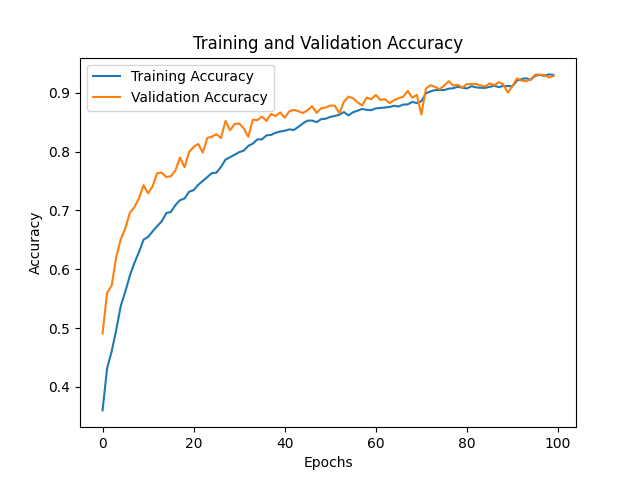 Training and Validation Accuracy
Training Accuracy
Validation Accuracy
0.9
0.8
0.7
0.6
0.5
0.4
Accuracy
0 20 40 60 80 100
Epochs